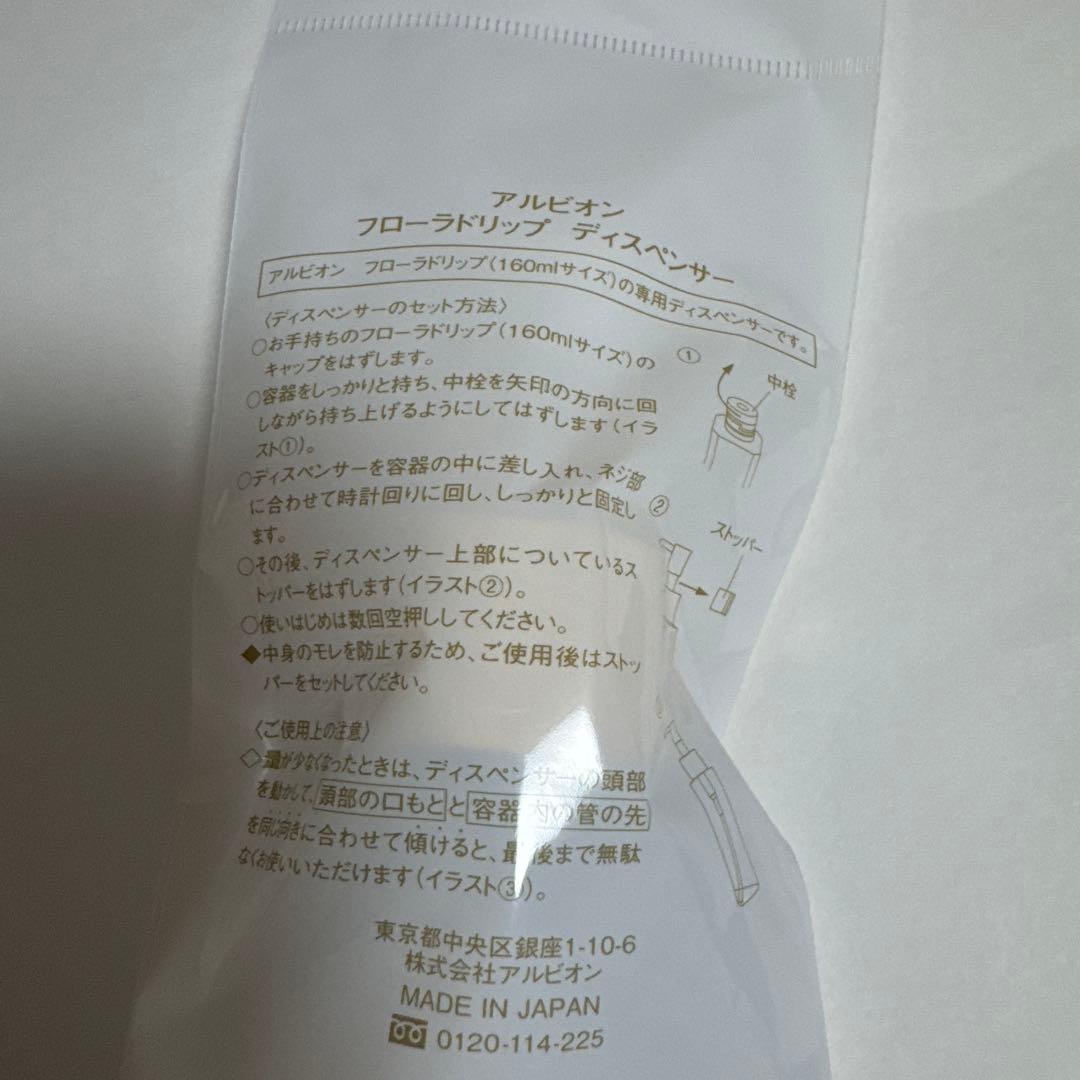 アルビオン
フローラドリップ ディスペンサー
アルビオン フローラドリップ(160mlサイズ)の専用ディスペンサーです。
〈ディスペンサーのセット方法〉
○お手持ちのフローラドリップ(160mlサイズ)の
キャップをはずします。
○容器をしっかりと持ち、中栓を矢印の方向に回
しながら持ち上げるようにしてはずします(イラ
スト①)。
○ディスペンサーを容器の中に差し入れ、ネジ部
に合わせて時計回りに回し、しっかりと固定し
ます。
○その後、ディスペンサー上部についているス
トッパーをはずします(イラスト②)。
○使いはじめは数回空押ししてください。
◆中身のモレを防止するため、ご使用後はストッ
パーをセットしてください。
①
中栓
②
ストッパー
〈ご使用上の注意〉
◇量が少なくなったときは、ディスペンサーの頭部
を動かして、頭部の口もとと容器内の管の先
を同じ向きに合わせて傾けると、最後まで無駄
なくお使いいただけます(イラスト③)。
東京都中央区銀座1-10-6
株式会社アルビオン
MADE IN JAPAN
0120-114-225